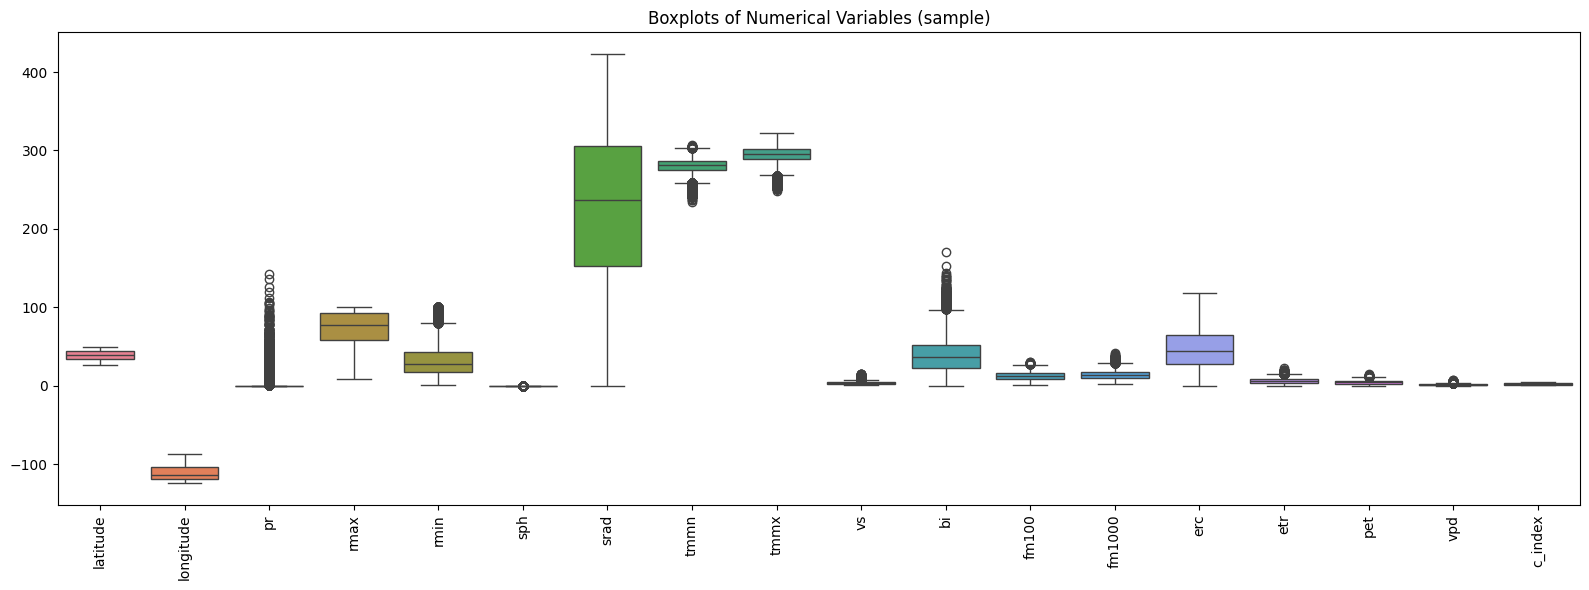 Boxplots of Numerical Variables (sample)
400
300
200
100
0
−100
latitude
longitude
pr
rmax
rmin
sph
srad
tmmn
tmmx
vs
bi
fm100
fm1000
erc
etr
pet
vpd
c_index